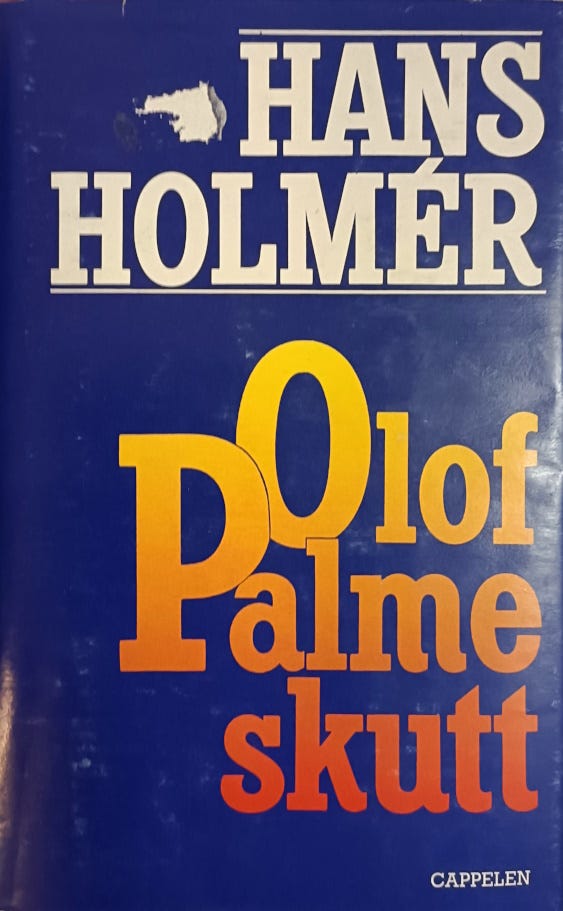 HANS
HOLMÉR
Olof
Palme
skutt
CAPPELEN